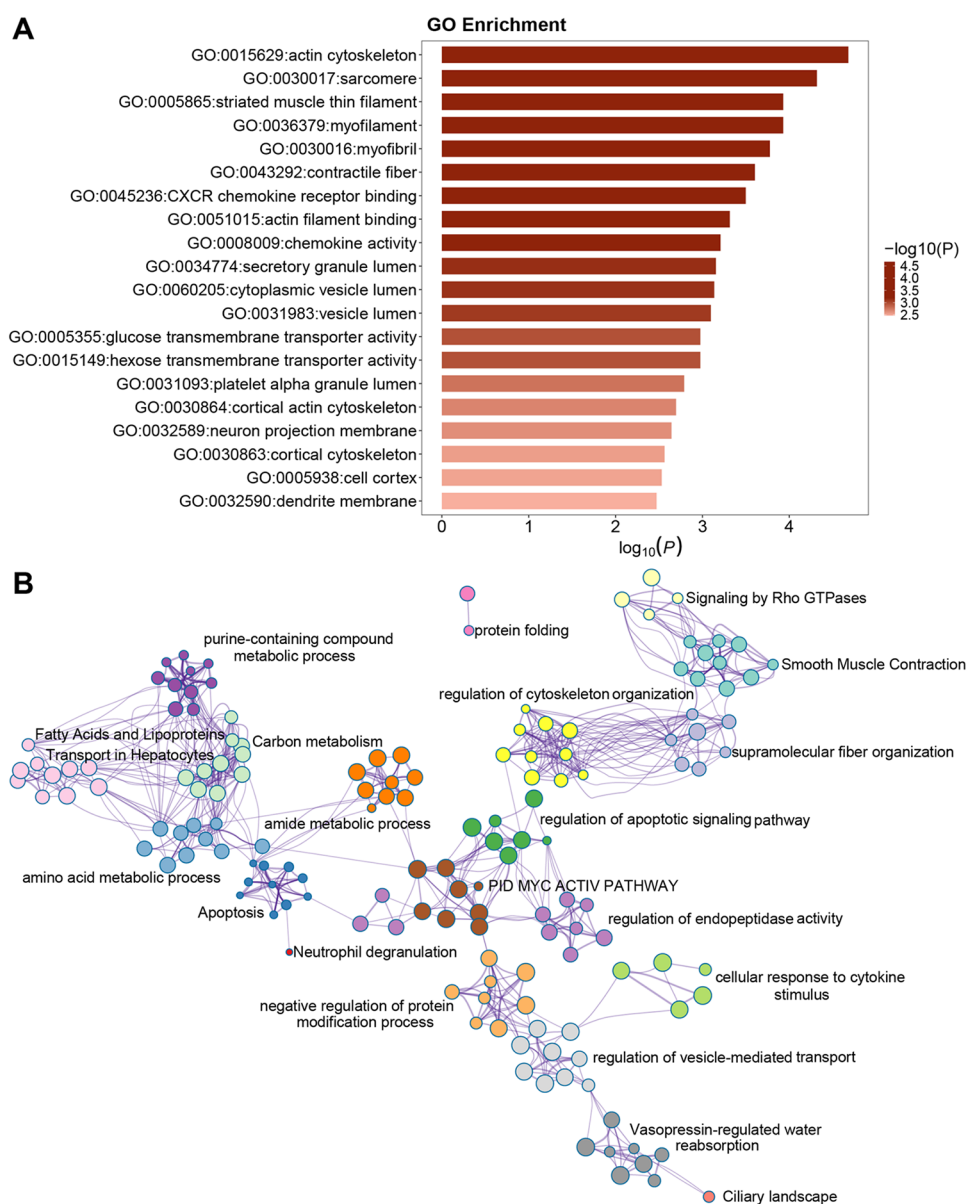 A
GO Enrichment
GO:0015629:actin cytoskeleton
GO:0030017:sarcomere
GO:0005865:striated muscle thin filament
GO:0036379:myofilament
GO:0030016:myofibril
GO:0043292:contractile fiber
GO:0045236:CXCR chemokine receptor binding
GO:0051015:actin filament binding
GO:0008009:chemokine activity
GO:0034774:secretory granule lumen
GO:0060205:cytoplasmic vesicle lumen
GO:0031983:vesicle lumen
GO:0005355:glucose transmembrane transporter activity
GO:0015149:hexose transmembrane transporter activity
GO:0031093:platelet alpha granule lumen
GO:0030864:cortical actin cytoskeleton
GO:0032589:neuron projection membrane
GO:0030863:cortical cytoskeleton
GO:0005938:cell cortex
GO:0032590:dendrite membrane
0 1 2 3 4
log10(P)
−log10(P)
4.5
4.0
3.5
3.0
2.5
B
protein folding
Signaling by Rho GTPases
purine-containing compound
metabolic process
Smooth Muscle Contraction
regulation of cytoskeleton organization
Fatty Acids and Lipoproteins
Transport in Hepatocytes
Carbon metabolism
supramolecular fiber organization
amide metabolic process
regulation of apoptotic signaling pathway
amino acid metabolic process
PID MYC ACTIV PATHWAY
Apoptosis
regulation of endopeptidase activity
Neutrophil degranulation
cellular response to cytokine
stimulus
negative regulation of protein
modification process
regulation of vesicle-mediated transport
Vasopressin-regulated water
reabsorption
Ciliary landscape